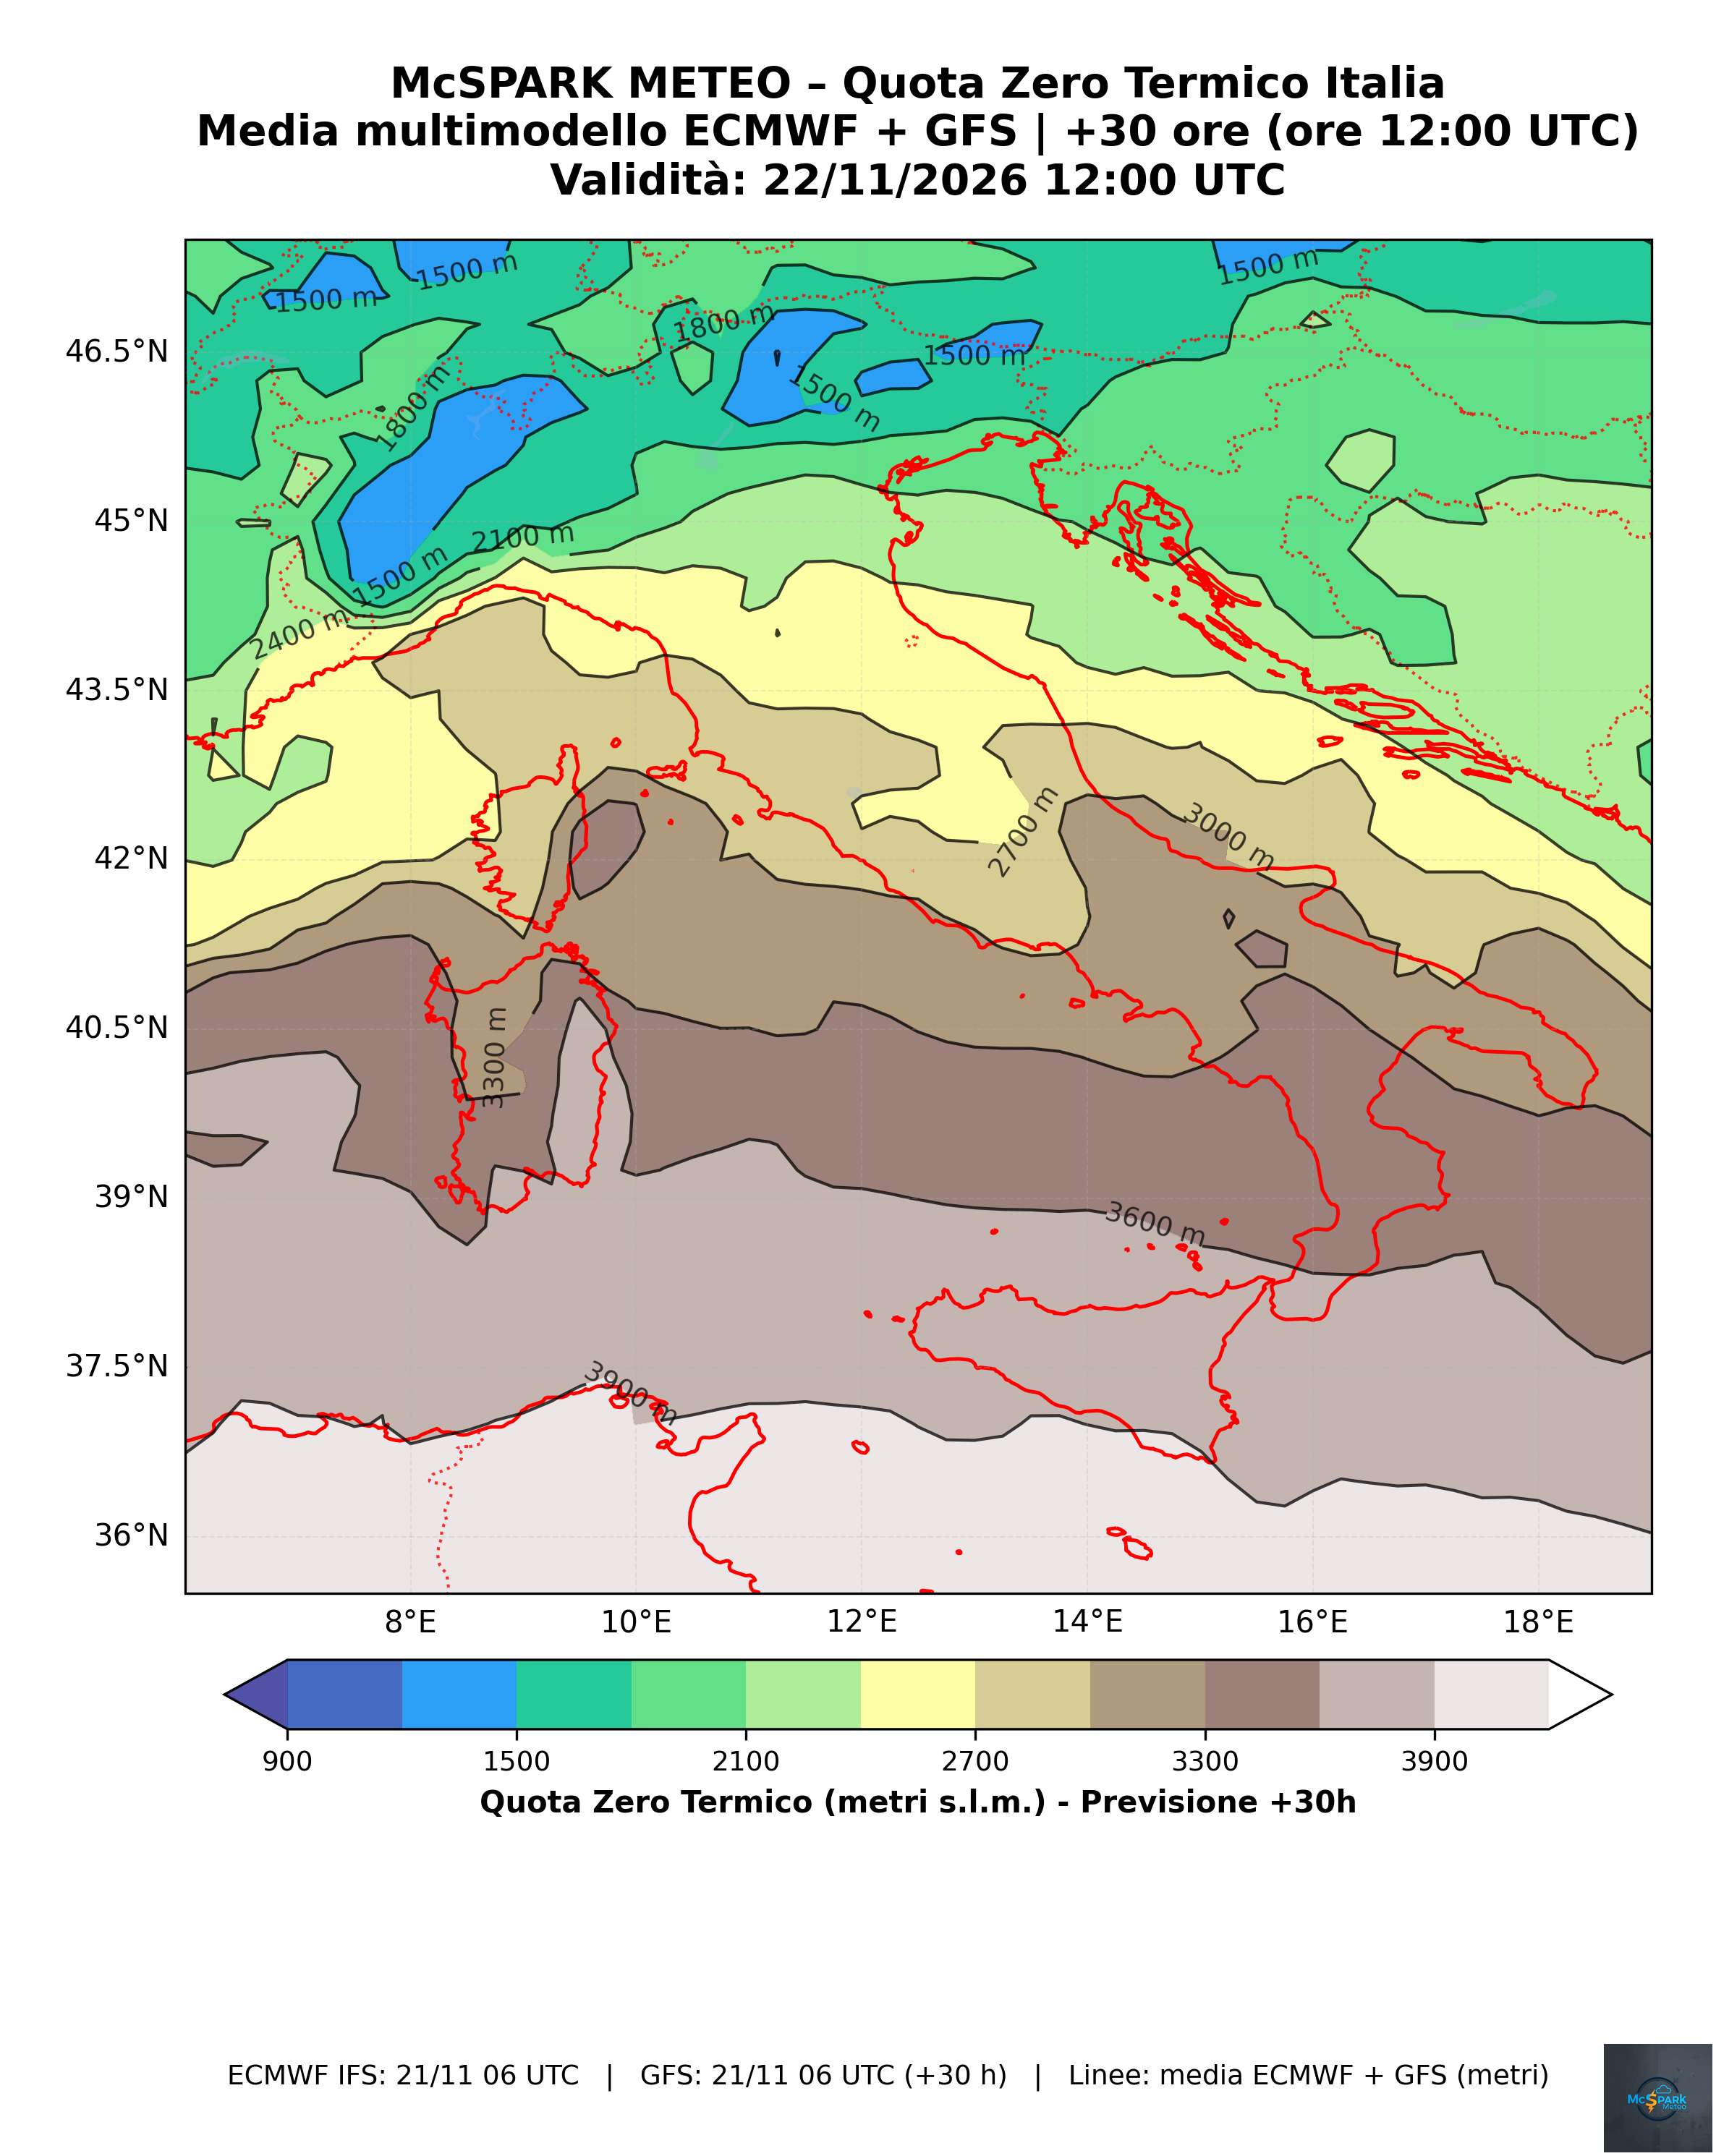 McSPARK METEO – Quota Zero Termico Italia
Media multimodello ECMWF + GFS | +30 ore (ore 12:00 UTC)
Validità: 22/11/2026 12:00 UTC
1500 m
1500 m
1500 m
1800 m
46.5°N
1500 m
1500 m
1800 m
45°N
2100 m
1500 m
2400 m
43.5°N
2700 m
3000 m
42°N
40.5°N
3300 m
39°N
3600 m
37.5°N
3900 m
36°N
8°E 10°E 12°E 14°E 16°E 18°E
900 1500 2100 2700 3300 3900
Quota Zero Termico (metri s.l.m.) - Previsione +30h
ECMWF IFS: 21/11 06 UTC | GFS: 21/11 06 UTC (+30 h) | Linee: media ECMWF + GFS (metri)
McSPARK
Meteo